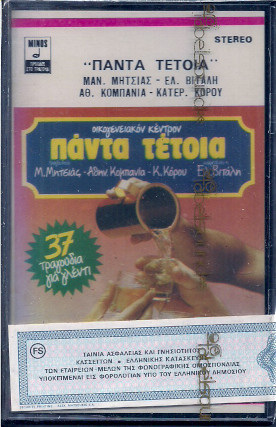 MINOS
STEREO
"ΠΑΝΤΑ ΤΕΤΟΙΑ"
ΜΑΝ. ΜΗΤΣΙΑΣ - ΕΛ. ΒΙΤΑΛΗ
ΑΘ. ΚΟΜΠΑΝΙΑ - ΚΑΤΕΡ. ΚΟΡΟΥ
οικογενειακόν κέντρον
πάντα τέτοια
Μ. Μητσιάς - Αθην. Κομπανία - Κ. Κόρου
37
τραγούδια
για γλέντι
FS
ΤΑΙΝΙΑ ΑΣΦΑΛΕΙΑΣ ΚΑΙ ΓΝΗΣΙΟΤΗΤΟΣ
ΚΑΣΣΕΤΤΩΝ • ΕΛΛΗΝΙΚΗΣ ΚΑΤΑΣΚΕΥΗΣ
ΤΩΝ ΕΤΑΙΡΕΙΩΝ - ΜΕΛΩΝ ΤΗΣ ΦΩΝΟΓΡΑΦΙΚΗΣ ΟΜΟΣΠΟΝΔΙΑΣ
ΥΠΟΚΕΙΜΕΝΑΙ ΕΙΣ ΦΟΡΟΛΟΓΙΑΝ ΥΠΟ ΤΟΥ ΕΛΛΗΝΙΚΟΥ ΔΗΜΟΣΙΟΥ